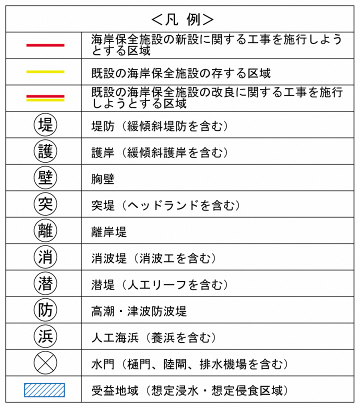 ＜凡 例＞
海岸保全施設の新設に関する工事を施行しよう
とする区域
既設の海岸保全施設の存する区域
既設の海岸保全施設の改良に関する工事を施行
しようとする区域
堤 堤防（緩傾斜堤防を含む）
護 護岸（緩傾斜護岸を含む）
壁 胸壁
突 突堤（ヘッドランドを含む）
離 離岸堤
消 消波堤（消波工を含む）
潜 潜堤（人工リーフを含む）
防 高潮・津波防波堤
浜 人工海浜（養浜を含む）
水門（樋門、陸閘、排水機場を含む）
受益地域（想定浸水・想定侵食区域）